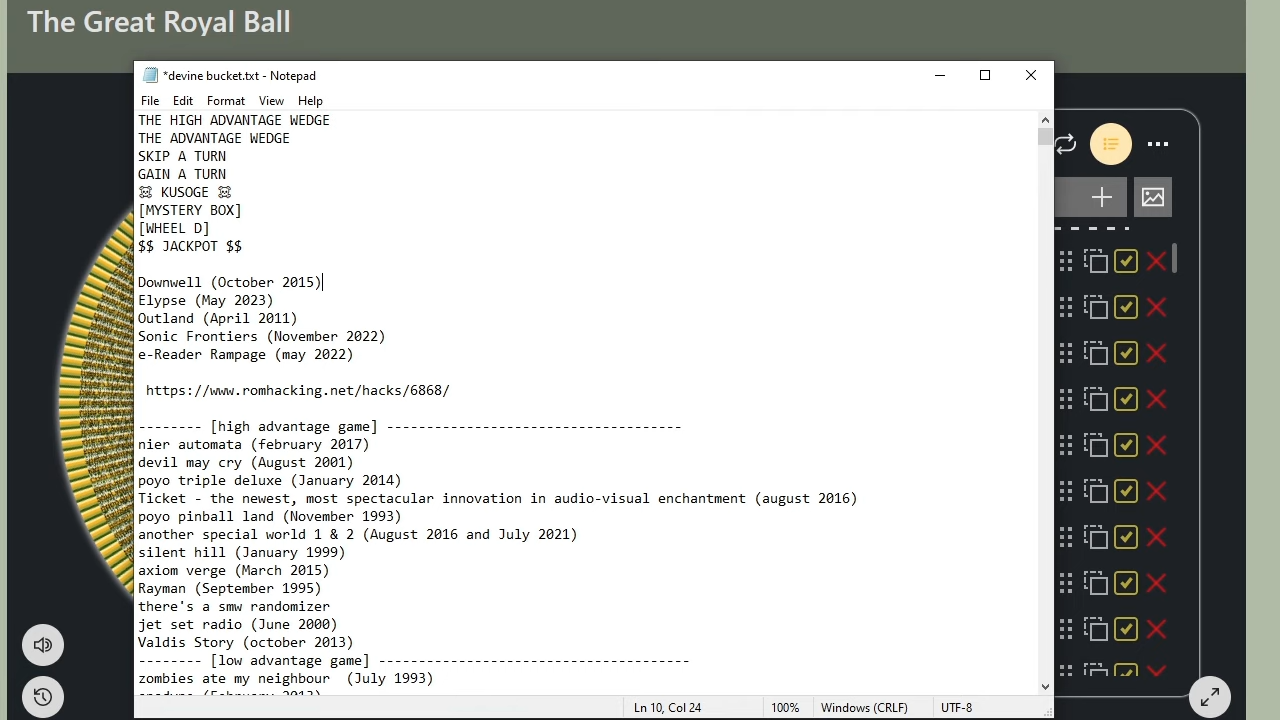 The Great Royal Ball
*devine bucket.txt - Notepad
File Edit Format View Help
THE HIGH ADVANTAGE WEDGE
THE ADVANTAGE WEDGE
SKIP A TURN
GAIN A TURN
🕱 KUSOGE 🕱
[MYSTERY BOX]
[WHEEL D]
$$ JACKPOT $$
Downwell (October 2015)
Elypse (May 2023)
Outland (April 2011)
Sonic Frontiers (November 2022)
e-Reader Rampage (may 2022)
https://www.romhacking.net/hacks/6868/
-------- [high advantage game] -------------------------------------
nier automata (february 2017)
devil may cry (August 2001)
poyo triple deluxe (January 2014)
Ticket - the newest, most spectacular innovation in audio-visual enchantment (august 2016)
poyo pinball land (November 1993)
another special world 1 & 2 (August 2016 and July 2021)
silent hill (January 1999)
axiom verge (March 2015)
Rayman (September 1995)
there's a smw randomizer
jet set radio (June 2000)
Valdis Story (october 2013)
-------- [low advantage game] ---------------------------------------
zombies ate my neighbour  (July 1993)
Ln 10, Col 24 100% Windows (CRLF) UTF-8